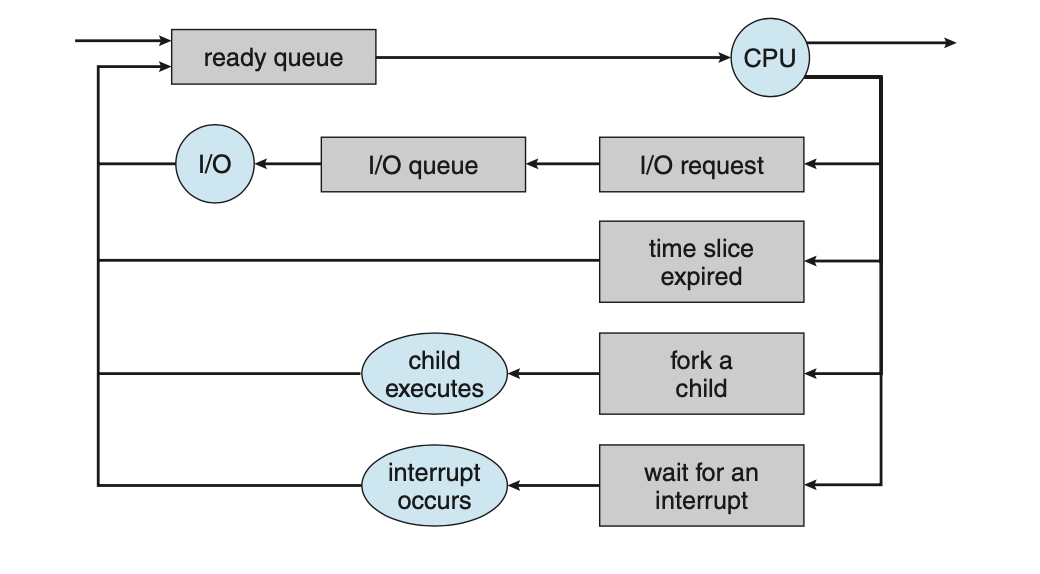 ready queue
CPU
I/O
I/O queue
I/O request
time slice
expired
child
executes
fork a
child
interrupt
occurs
wait for an
interrupt